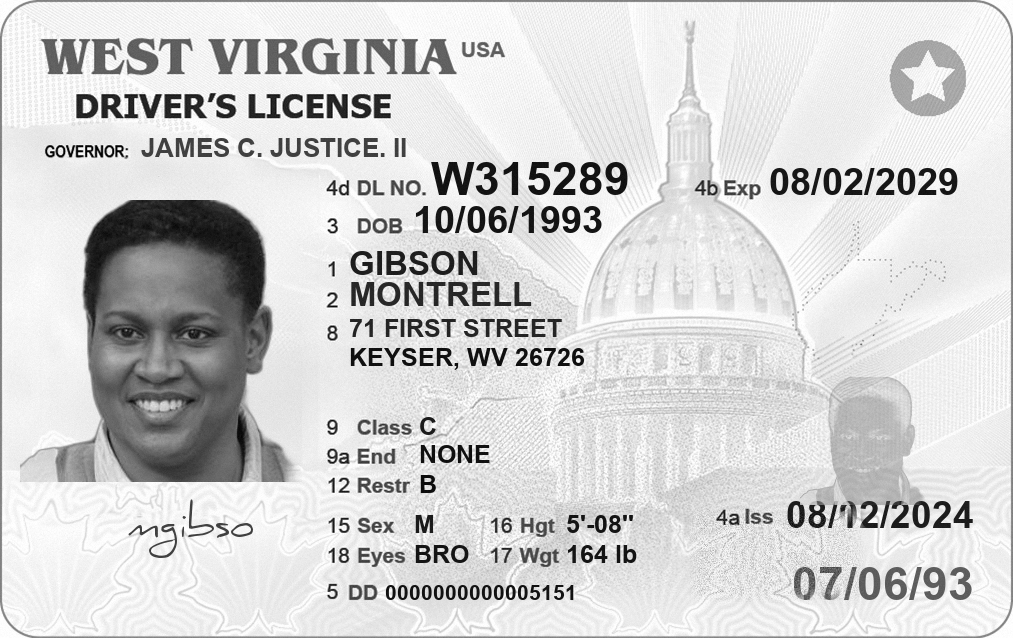 WEST VIRGINIA USA
DRIVER'S LICENSE
GOVERNOR; JAMES C. JUSTICE. II
4d DL NO. W315289 4b Exp 08/02/2029
3 DOB 10/06/1993
1 GIBSON
2 MONTRELL
8 71 FIRST STREET
KEYSER, WV 26726
9 Class C
9a End NONE
12 Restr B
15 Sex M 16 Hgt 5'-08" 4a Iss 08/12/2024
18 Eyes BRO 17 Wgt 164 lb
5 DD 0000000000005151
ngibso
07/06/93